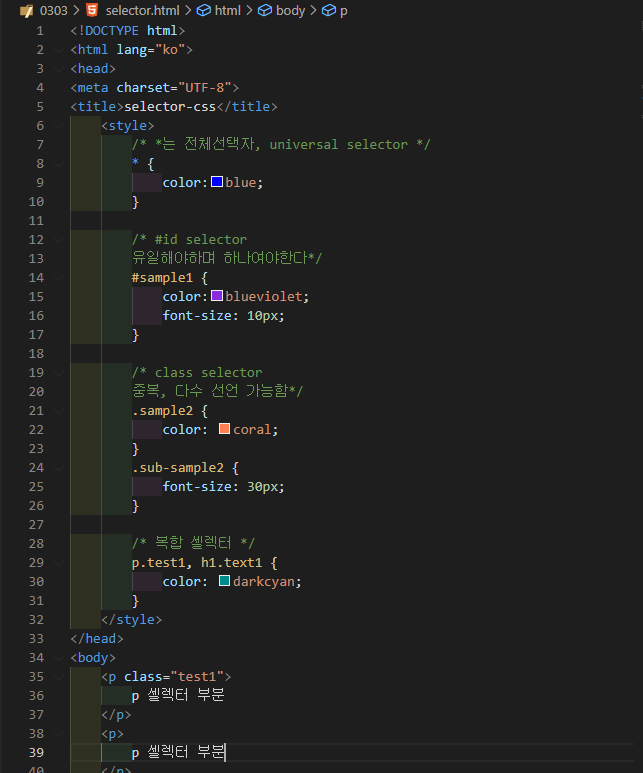 0303 > selector.html > html > body > p
1 <!DOCTYPE html>
2 <html lang="ko">
3 <head>
4 <meta charset="UTF-8">
5 <title>selector-css</title>
6 <style>
7 /* *는 전체선택자, universal selector */
8 * {
9 color: blue;
10 }
11
12 /* #id selector
13 유일해야하며 하나여야한다*/
14 #sample1 {
15 color: blueviolet;
16 font-size: 10px;
17 }
18
19 /* class selector
20 중복, 다수 선언 가능함*/
21 .sample2 {
22 color: coral;
23 }
24 .sub-sample2 {
25 font-size: 30px;
26 }
27
28 /* 복합 셀렉터 */
29 p.test1, h1.text1 {
30 color: darkcyan;
31 }
32 </style>
33 </head>
34 <body>
35 <p class="test1">
36 p 셀렉터 부분
37 </p>
38 <p>
39 p 셀렉터 부분
40 </p>